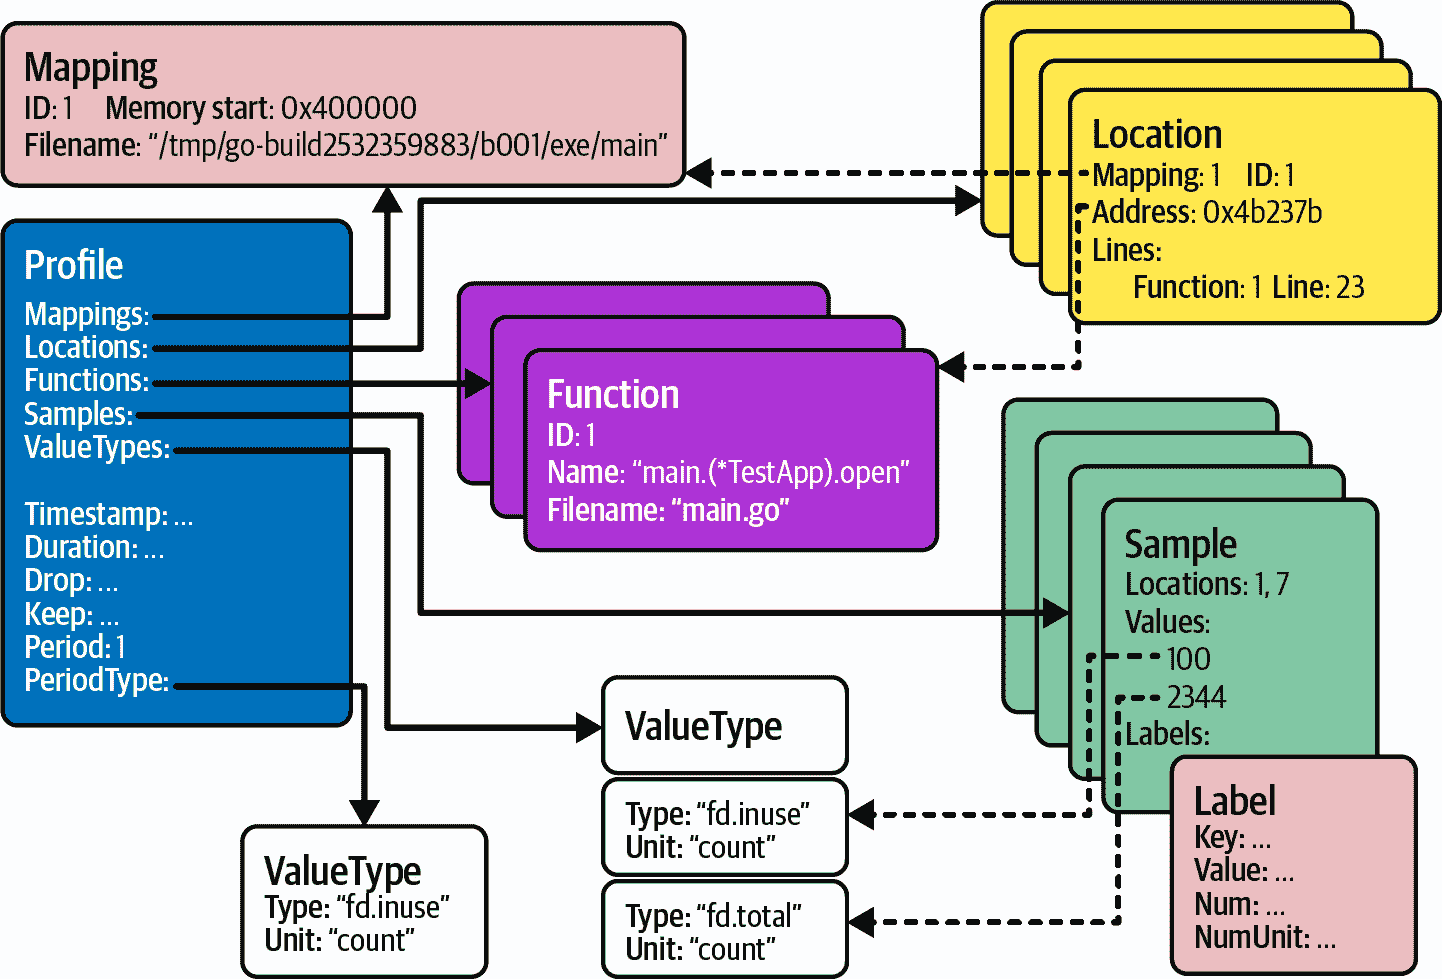 Mapping
ID: 1 Memory start: 0x400000
Filename: “/tmp/go-build2532359883/b001/exe/main”
Location
Mapping: 1 ID: 1
Address: 0x4b237b
Lines:
Function: 1 Line: 23
Profile
Mappings:
Locations:
Functions:
Samples:
ValueTypes:
Timestamp: ...
Duration: ...
Drop: ...
Keep: ...
Period: 1
PeriodType:
Function
ID: 1
Name: “main.(*TestApp).open”
Filename: “main.go”
Sample
Locations: 1, 7
Values:
100
2344
Labels:
Label
Key: ...
Value: ...
Num: ...
NumUnit: ...
ValueType
Type: “fd.inuse”
Unit: “count”
Type: “fd.total”
Unit: “count”
ValueType
Type: “fd.inuse”
Unit: “count”